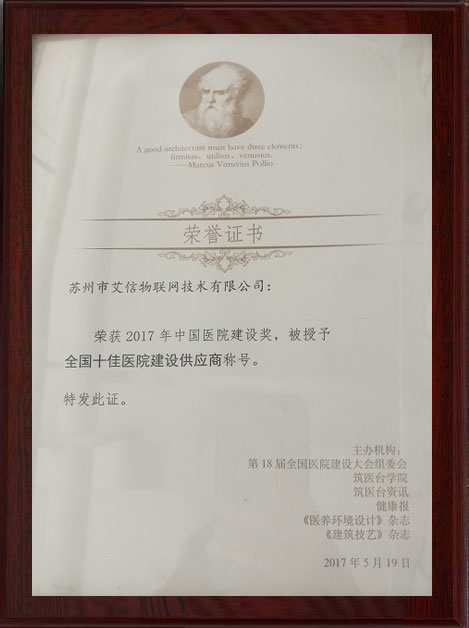 A good architecture must have three elements:
firmitas、utilitas、venustas.
——Marcus Vitruvius Pollio
荣誉证书
苏州市艾信物联网技术有限公司：
荣获 2017 年中国医院建设奖，被授予
全国十佳医院建设供应商称号。
特发此证。
主办机构：
第 18 届全国医院建设大会组委会
筑医台学院
筑医台资讯
健康报
《医养环境设计》杂志
《建筑技艺》杂志
2017 年 5 月 19 日